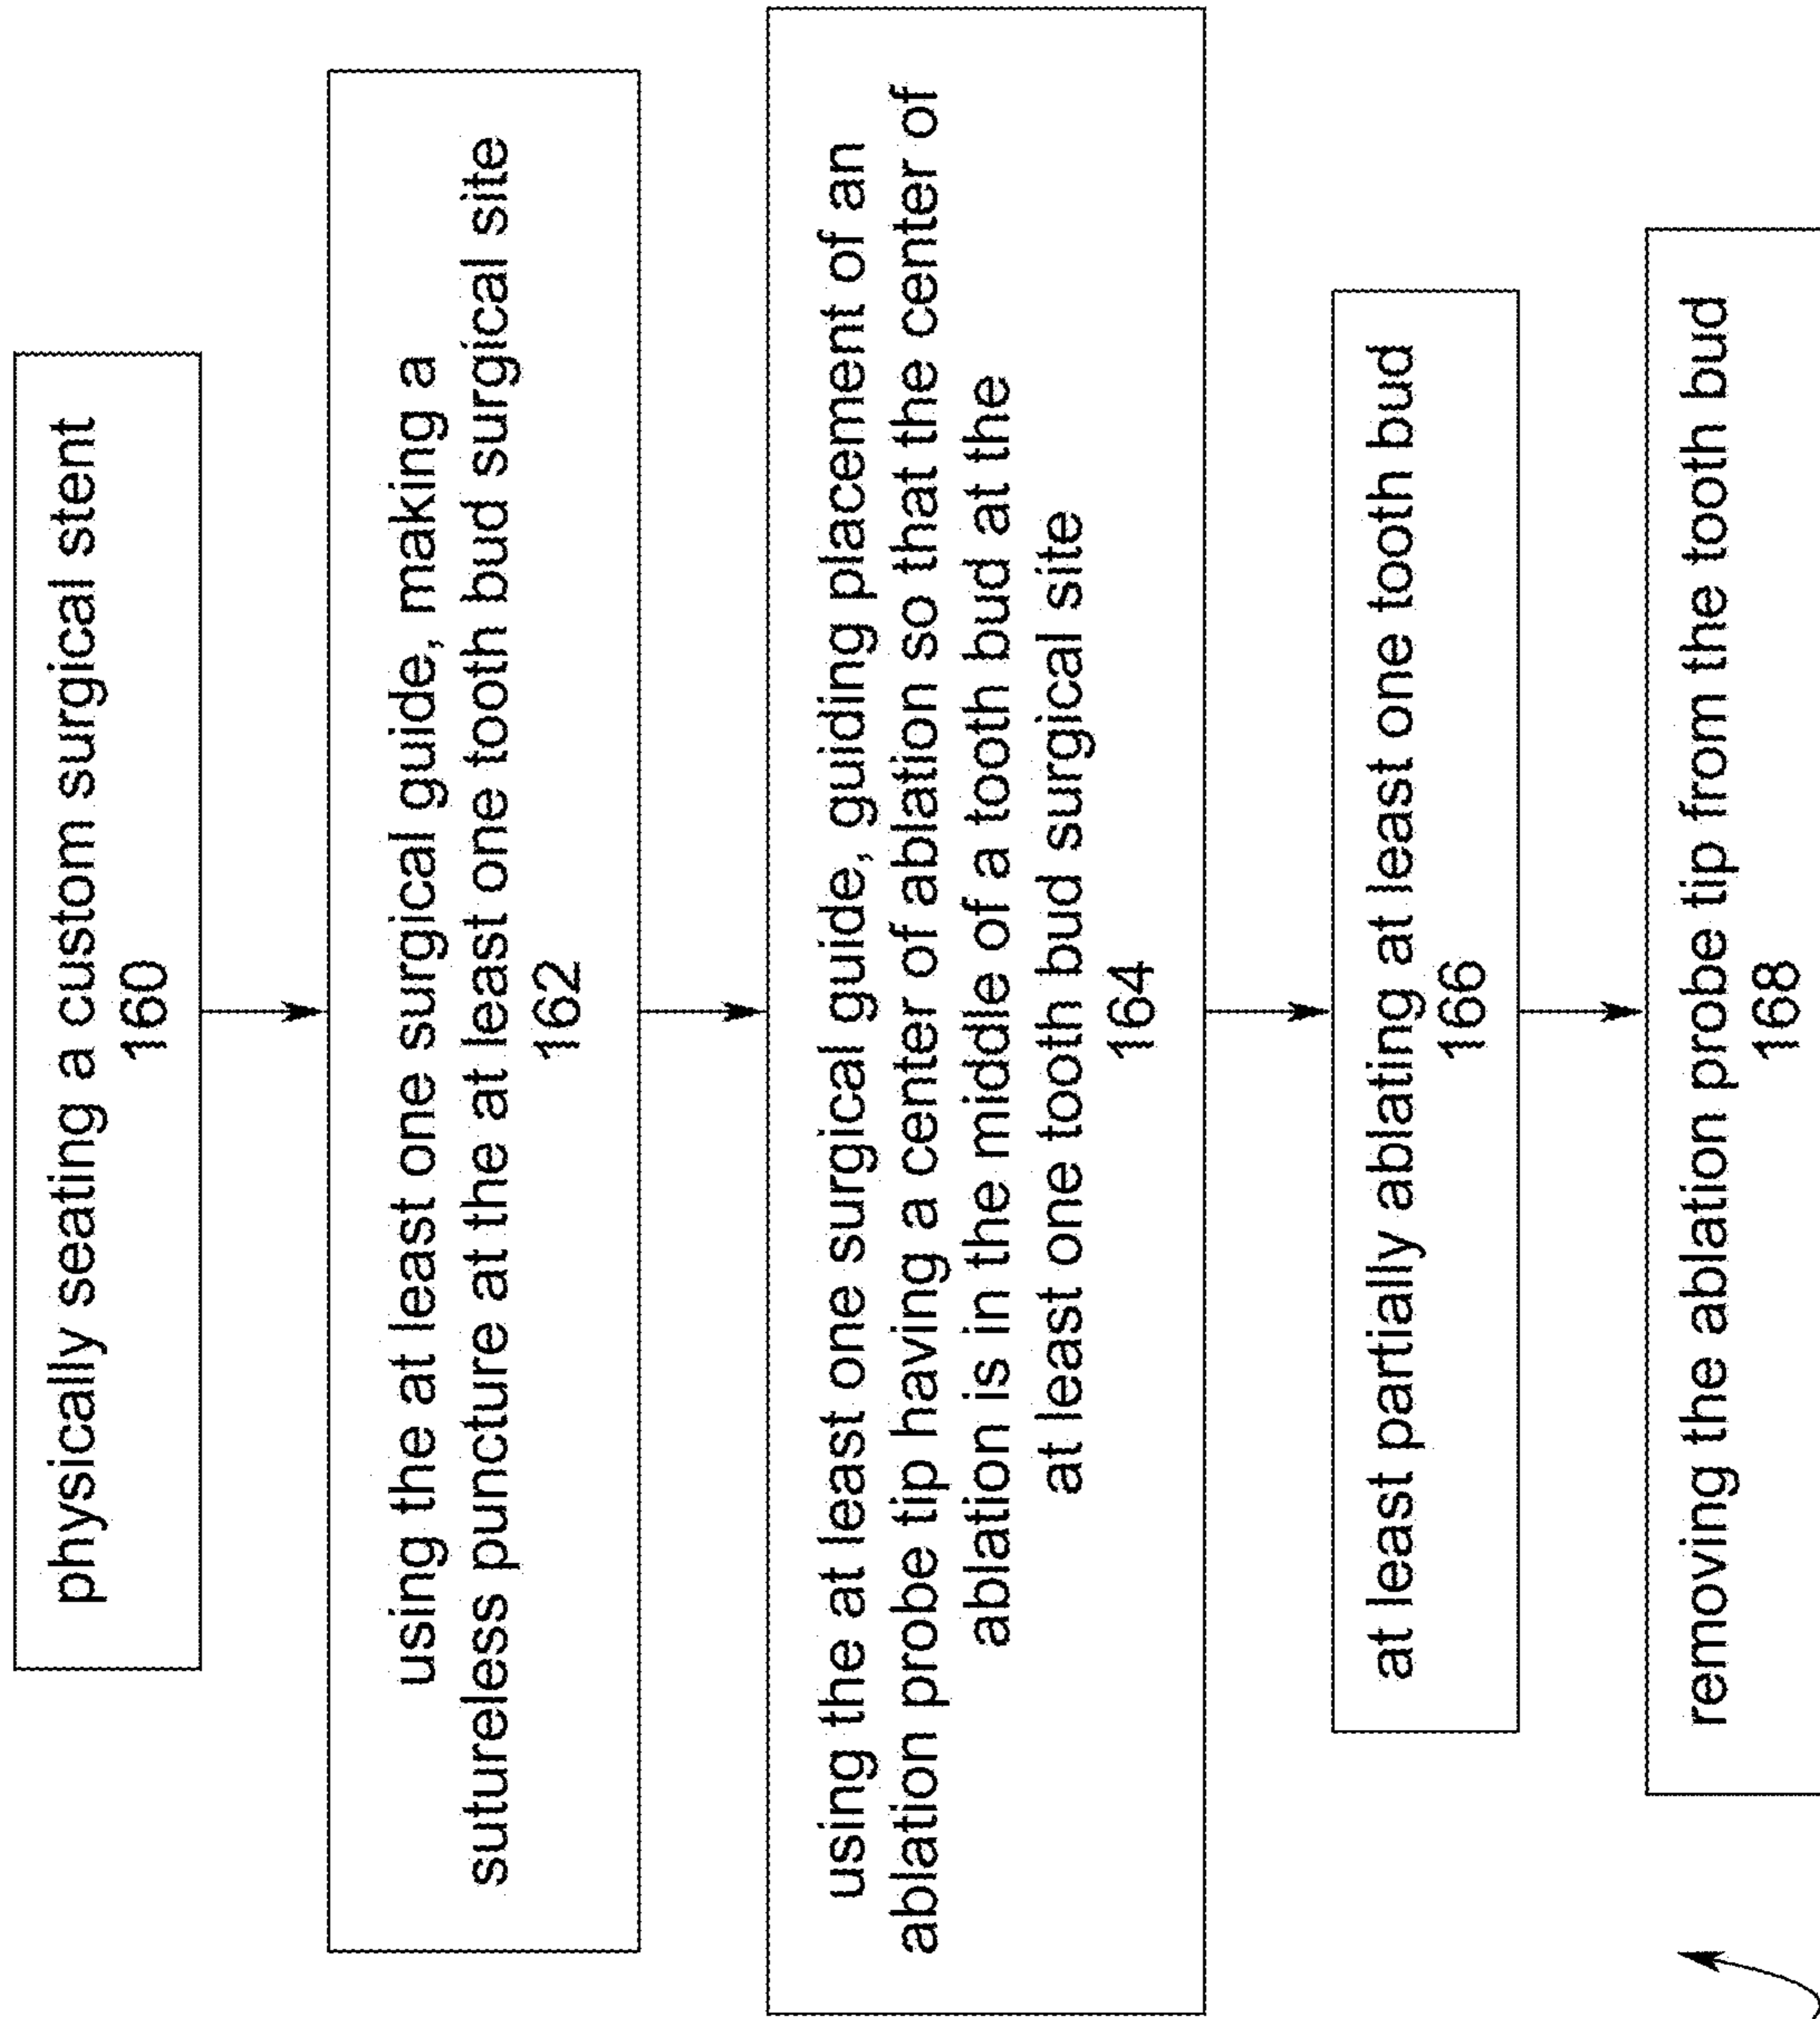 physically seating a custom surgical stent
160
using the at least one surgical guide, making a
sutureless puncture at the at least one tooth bud surgical site
162
using the at least one surgical guide, guiding placement of an
ablation probe tip having a center of ablation so that the center of
ablation is in the middle of a tooth bud at the
at least one tooth bud surgical site
164
at least partially ablating at least one tooth bud
166
removing the ablation probe tip from the tooth bud
168